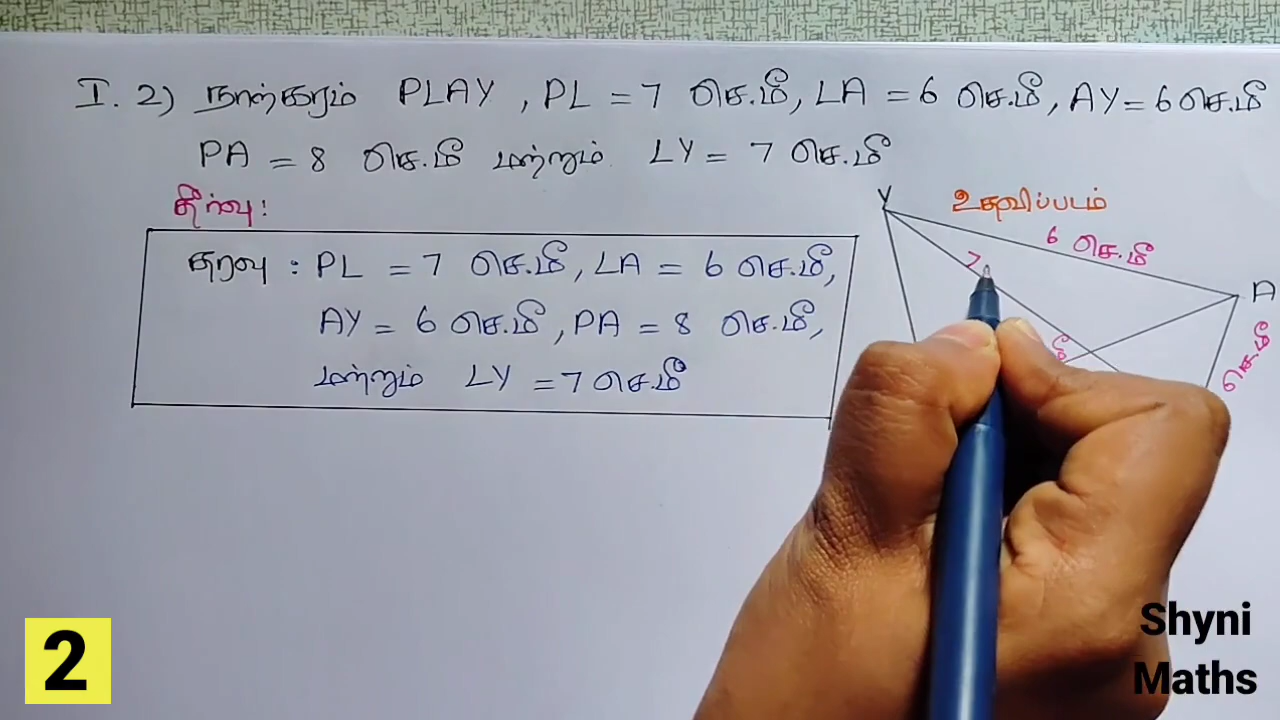 I. 2) நாற்கரம் PLAY , PL = 7 செ.மீ, LA = 6 செ.மீ, AY = 6 செ.மீ
PA = 8 செ.மீ மற்றும் LY = 7 செ.மீ
தீர்வு :
உதவிப்படம்
தரவு : PL = 7 செ.மீ, LA = 6 செ.மீ,
AY = 6 செ.மீ, PA = 8 செ.மீ,
மற்றும் LY = 7 செ.மீ
Y
6 செ.மீ
7
A
மீ
செ.மீ
2
Shyni
Maths